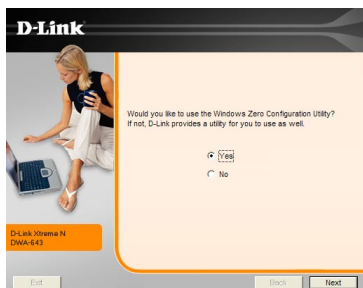 D-Link
Would you like to use the Windows Zero Configuration Utility?
If not, D-Link provides a utility for you to use as well.
Yes
No
D-Link Xtreme N
DWA-643
Exit
Back
Next